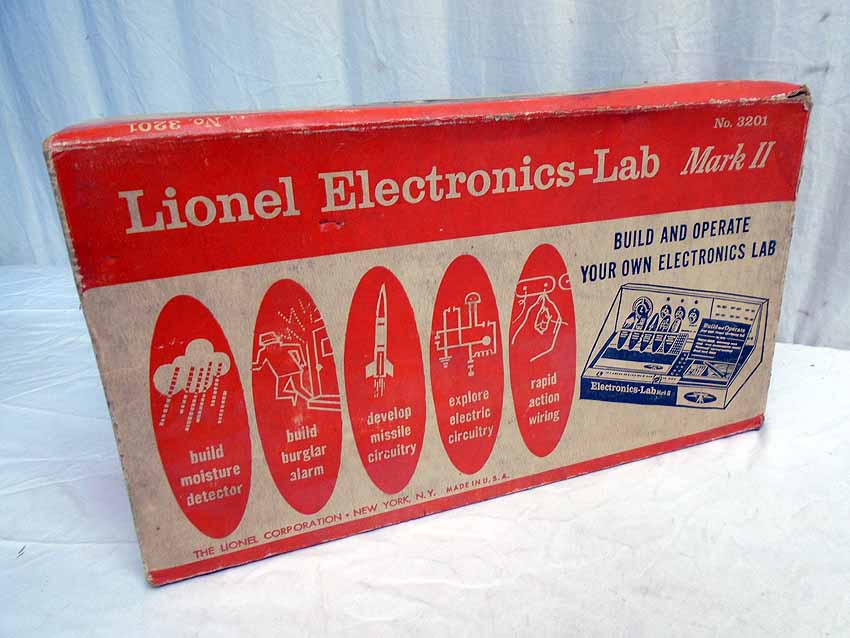 No. 3201
No. 3201
Lionel Electronics-Lab Mark II
BUILD AND OPERATE
YOUR OWN ELECTRONICS LAB
build
moisture
detector
build
burglar
alarm
develop
missile
circuitry
explore
electric
circuitry
rapid
action
wiring
Build and Operate
Electronics-Lab Mark II
THE LIONEL CORPORATION • NEW YORK, N.Y. MADE IN U.S.A.